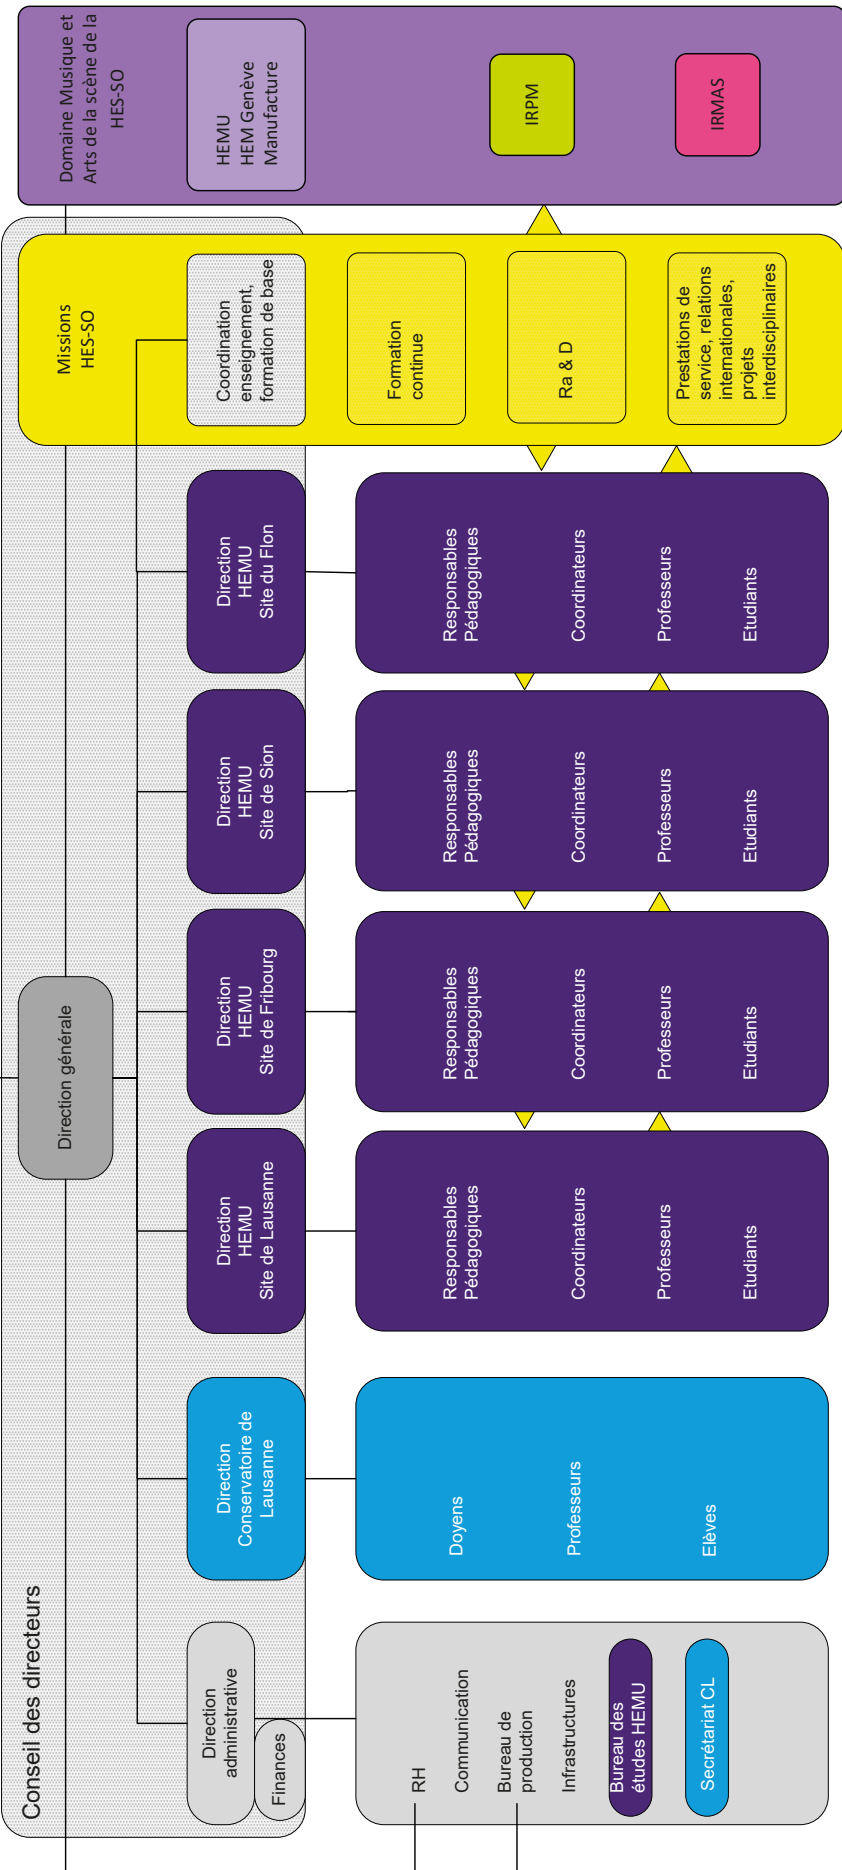 Conseil des directeurs
Direction générale
Direction
administrative
Finances
RH
Communication
Bureau de
production
Infrastructures
Bureau des
études HEMU
Secrétariat CL
Direction
Conservatoire de
Lausanne
Doyens
Professeurs
Elèves
Direction
HEMU
Site de Lausanne
Responsables
Pédagogiques
Coordinateurs
Professeurs
Etudiants
Direction
HEMU
Site de Fribourg
Responsables
Pédagogiques
Coordinateurs
Professeurs
Etudiants
Direction
HEMU
Site de Sion
Responsables
Pédagogiques
Coordinateurs
Professeurs
Etudiants
Direction
HEMU
Site du Flon
Responsables
Pédagogiques
Coordinateurs
Professeurs
Etudiants
Missions
HES-SO
Coordination
enseignement,
formation de base
Formation
continue
Ra & D
Prestations de
service, relations
internationales,
projets
interdisciplinaires
Domaine Musique et
Arts de la scène de la
HES-SO
HEMU
HEM Genève
Manufacture
IRPM
IRMAS